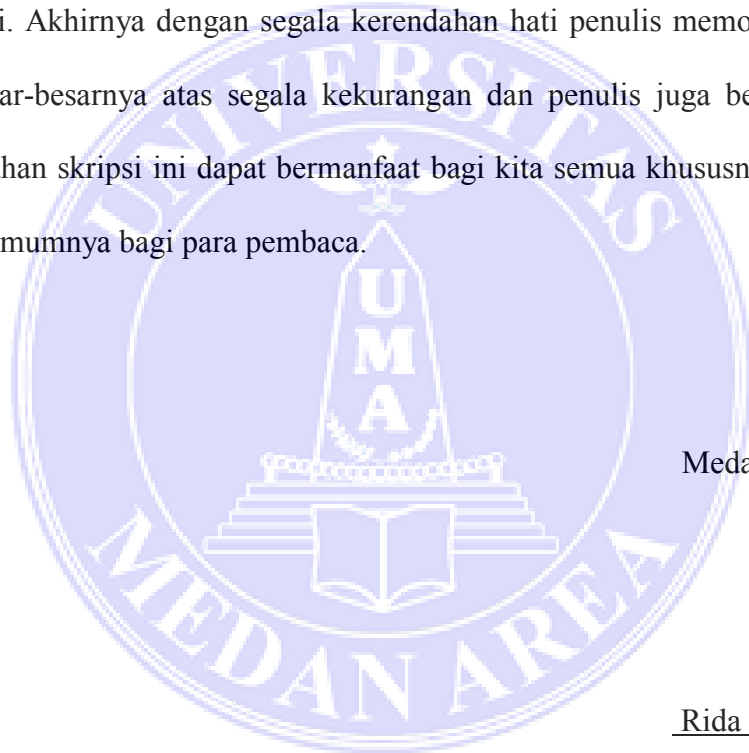 i. Akhirnya dengan segala kerendahan hati penulis memo
ar-besarnya atas segala kekurangan dan penulis juga be
han skripsi ini dapat bermanfaat bagi kita semua khususn
mumnya bagi para pembaca.
UNIVERSITAS
UMA
Meda
MEDAN AREA
Rida